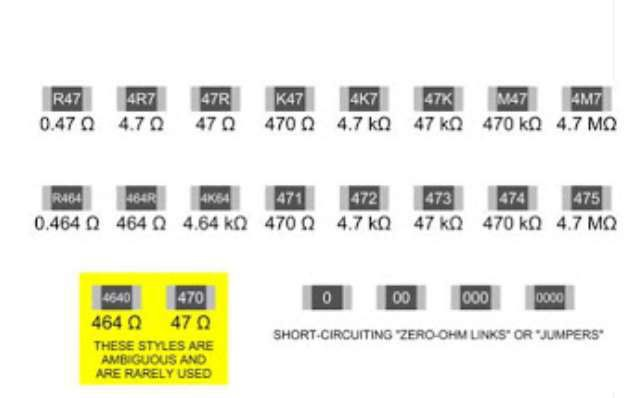 R47 4R7 47R K47 4K7 47K M47 4M7
0.47 Ω 4.7 Ω 47 Ω 470 Ω 4.7 kΩ 47 kΩ 470 kΩ 4.7 MΩ
R464 464R 4K64 471 472 473 474 475
0.464 Ω 464 Ω 4.64 kΩ 470 Ω 4.7 kΩ 47 kΩ 470 kΩ 4.7 MΩ
4640 470 0 00 000 0000
464 Ω 47 Ω
SHORT-CIRCUITING "ZERO-OHM LINKS" OR "JUMPERS"
THESE STYLES ARE
AMBIGUOUS AND
ARE RARELY USED